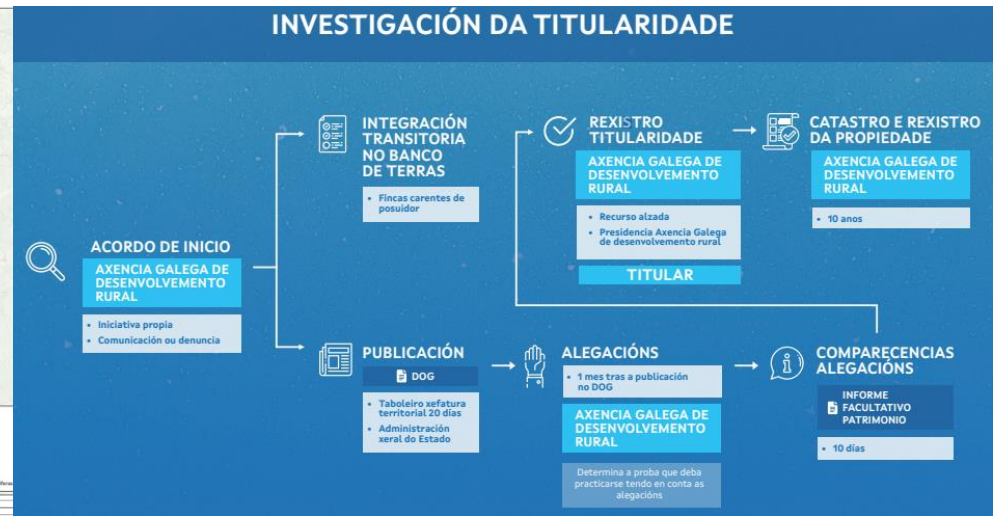 INVESTIGACIÓN DA TITULARIDADE
ACORDO DE INICIO
AXENCIA GALEGA DE
DESENVOLVEMENTO
RURAL
• Iniciativa propia
• Comunicación ou denuncia
INTEGRACIÓN
TRANSITORIA
NO BANCO
DE TERRAS
• Fincas carentes de
posuidor
PUBLICACIÓN
DOG
• Taboleiro xefatura
territorial 20 días
• Administración
xeral do Estado
ALEGACIÓNS
• 1 mes tras a publicación
no DOG
AXENCIA GALEGA DE
DESENVOLVEMENTO
RURAL
Determina a proba que deba
practicarse tendo en conta as
alegacións
COMPARECENCIAS
ALEGACIÓNS
INFORME
FACULTATIVO
PATRIMONIO
• 10 días
REXISTRO
TITULARIDADE
AXENCIA GALEGA DE
DESENVOLVEMENTO
RURAL
• Recurso alzada
• Presidencia Axencia Galega
de desenvolvemento rural
TITULAR
CATASTRO E REXISTRO
DA PROPIEDADE
AXENCIA GALEGA DE
DESENVOLVEMENTO
RURAL
• 10 anos